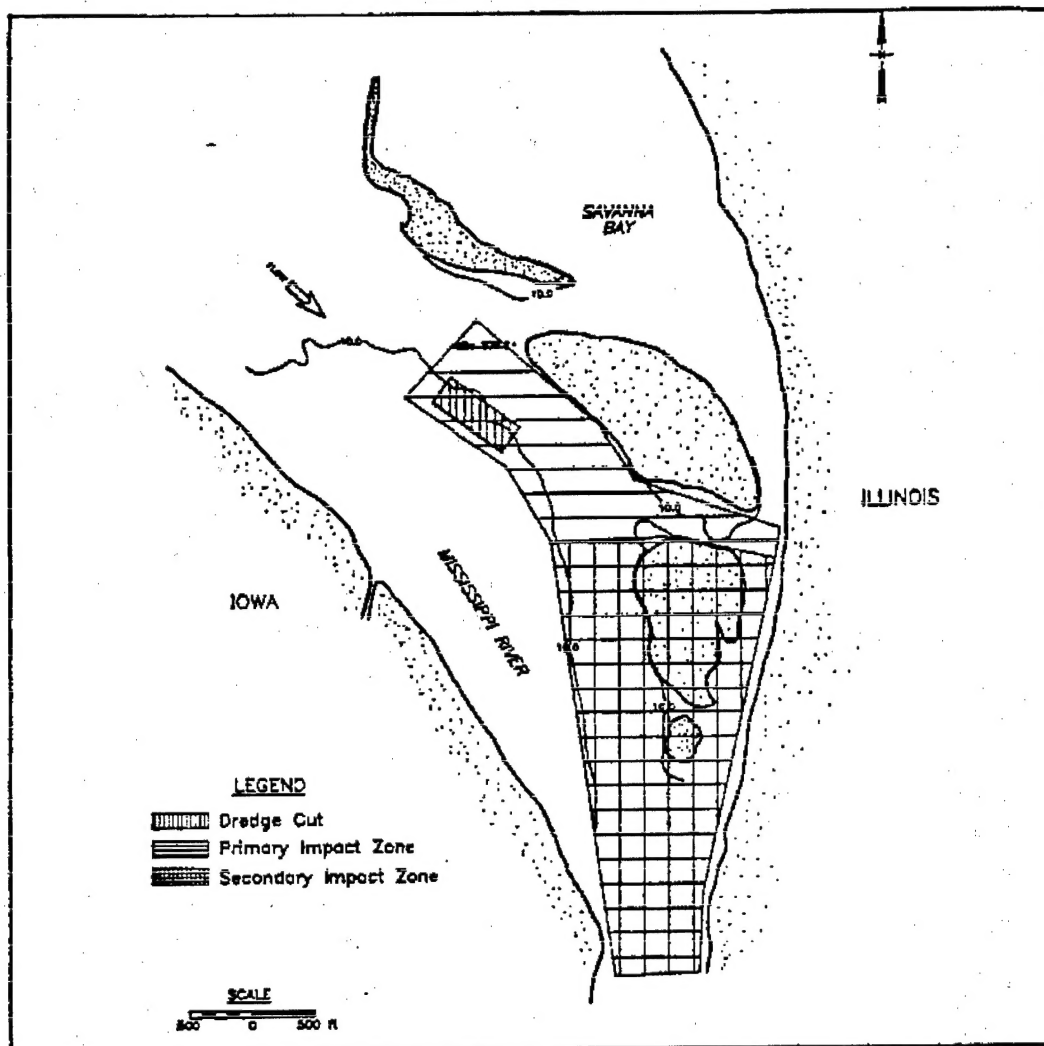 SAVANNA
BAY
FLOW
10.0
10.0
10.0
ILLINOIS
IOWA
MISSISSIPPI RIVER
10.0
10.0
LEGEND
Dredge Cut
Primary Impact Zone
Secondary Impact Zone
SCALE
500 0 500 ft